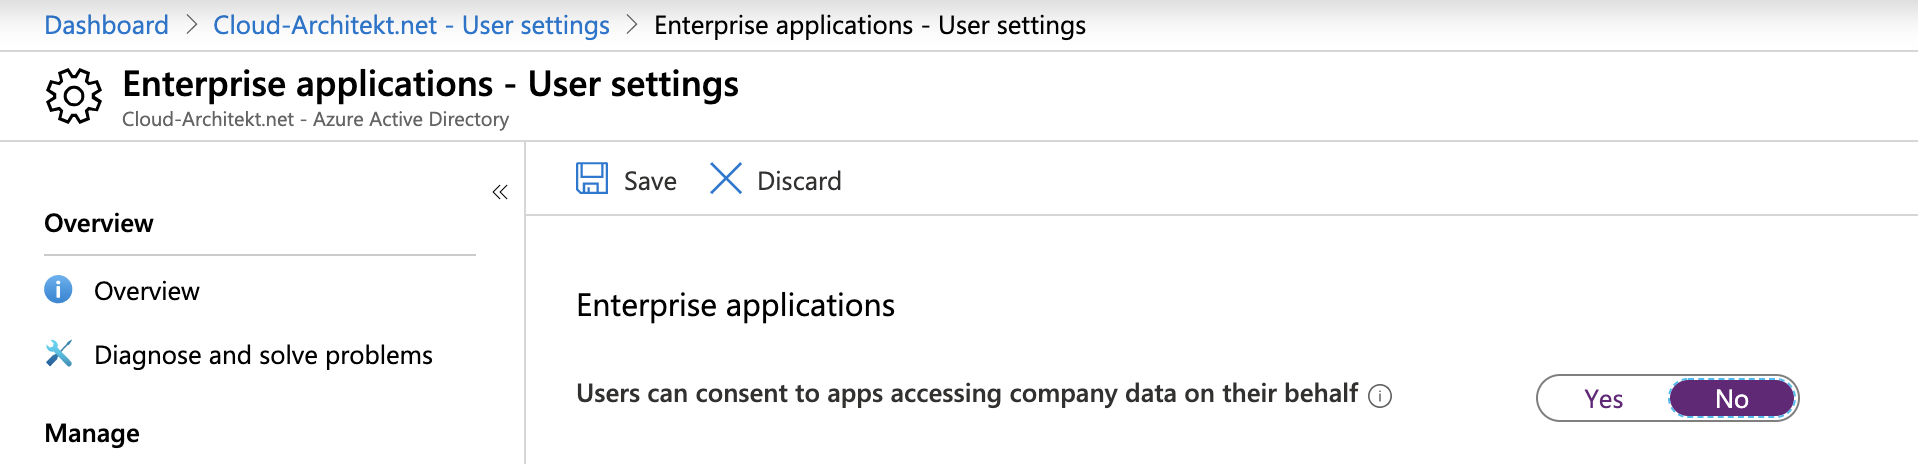 Dashboard > Cloud-Architekt.net - User settings > Enterprise applications - User settings
Enterprise applications - User settings
Cloud-Architekt.net - Azure Active Directory
«
Overview
Overview
Diagnose and solve problems
Manage
Save Discard
Enterprise applications
Users can consent to apps accessing company data on their behalf Yes No